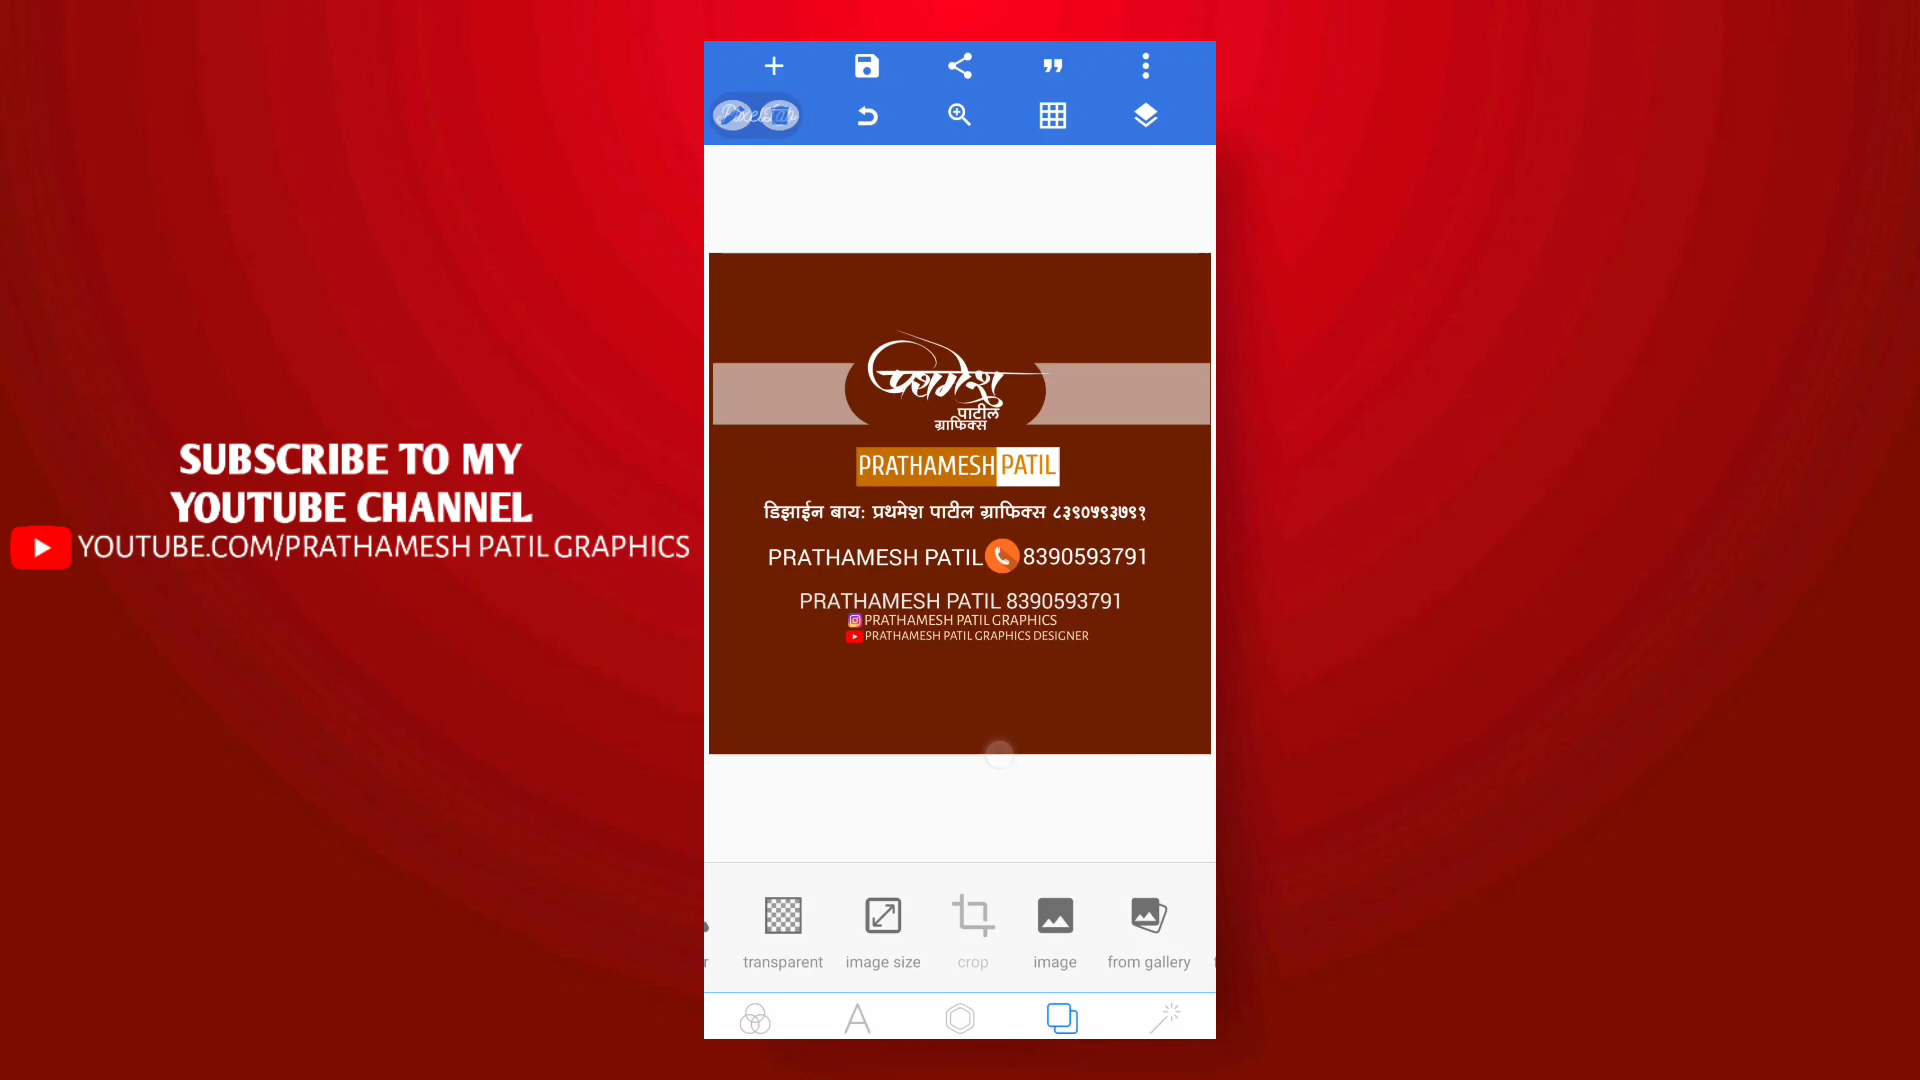 PixelLab
SUBSCRIBE TO MY
YOUTUBE CHANNEL
YOUTUBE.COM/PRATHAMESH PATIL GRAPHICS
प्रथमेश
पाटील
ग्राफिक्स
PRATHAMESH PATIL
डिझाईन बाय: प्रथमेश पाटील ग्राफिक्स ८३९०५९३७९१
PRATHAMESH PATIL 8390593791
PRATHAMESH PATIL 8390593791
PRATHAMESH PATIL GRAPHICS
PRATHAMESH PATIL GRAPHICS DESIGNER
transparent image size crop image from gallery